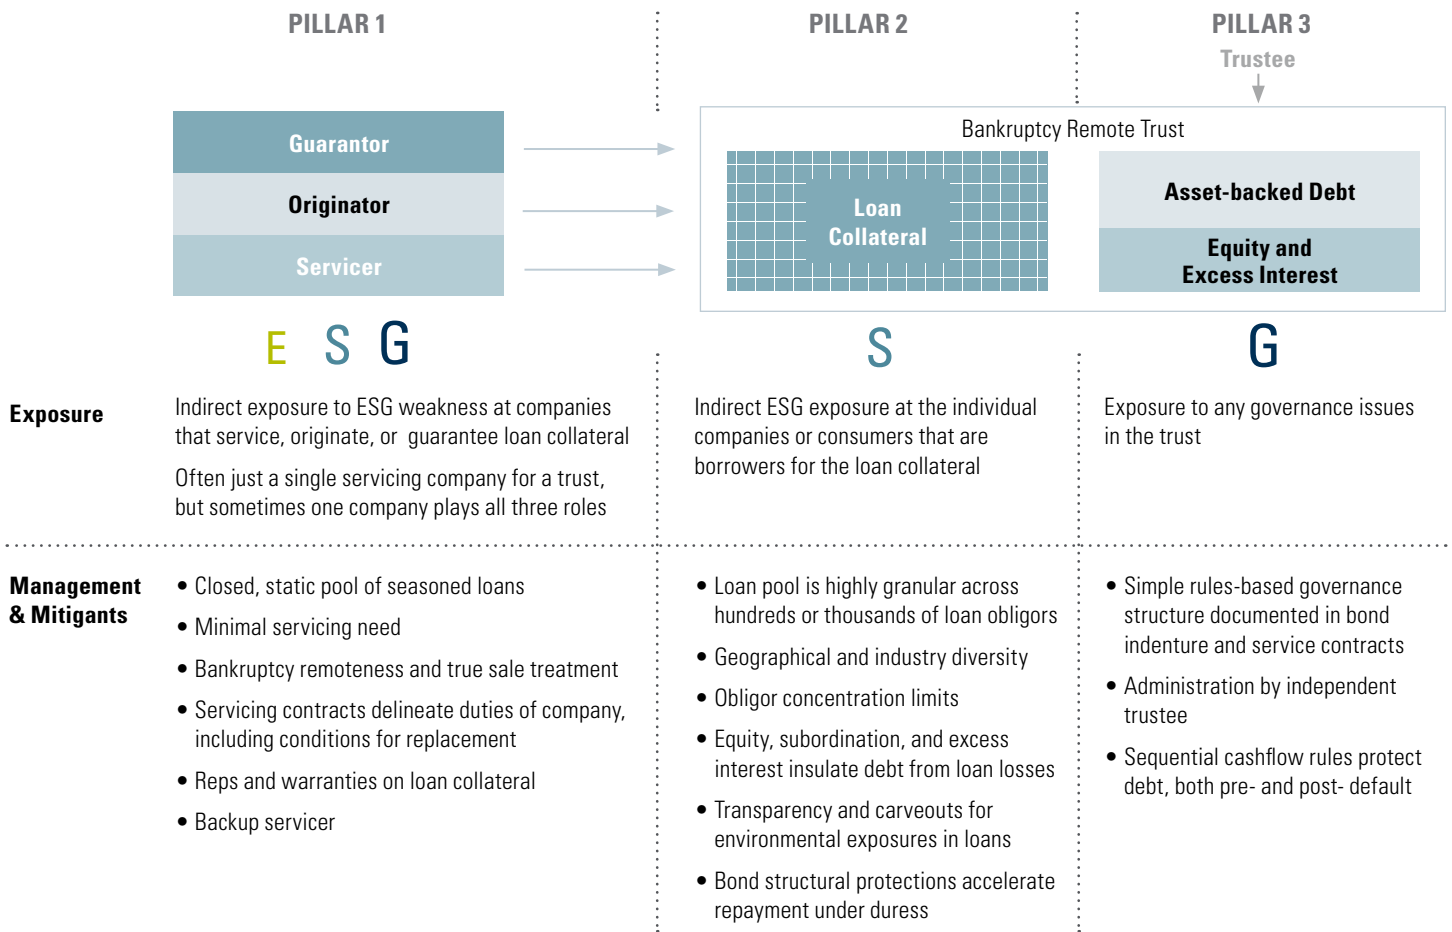 PILLAR 1
PILLAR 2
PILLAR 3
Trustee
Guarantor
Originator
Servicer
Bankruptcy Remote Trust
Loan
Collateral
Asset-backed Debt
Equity and
Excess Interest
E S G
S
G
Exposure
Indirect exposure to ESG weakness at companies
that service, originate, or guarantee loan collateral
Often just a single servicing company for a trust,
but sometimes one company plays all three roles
Indirect ESG exposure at the individual
companies or consumers that are
borrowers for the loan collateral
Exposure to any governance issues
in the trust
Management
& Mitigants
• Closed, static pool of seasoned loans
• Minimal servicing need
• Bankruptcy remoteness and true sale treatment
• Servicing contracts delineate duties of company,
including conditions for replacement
• Reps and warranties on loan collateral
• Backup servicer
• Loan pool is highly granular across
hundreds or thousands of loan obligors
• Geographical and industry diversity
• Obligor concentration limits
• Equity, subordination, and excess
interest insulate debt from loan losses
• Transparency and carveouts for
environmental exposures in loans
• Bond structural protections accelerate
repayment under duress
• Simple rules-based governance
structure documented in bond
indenture and service contracts
• Administration by independent
trustee
• Sequential cashflow rules protect
debt, both pre- and post- default